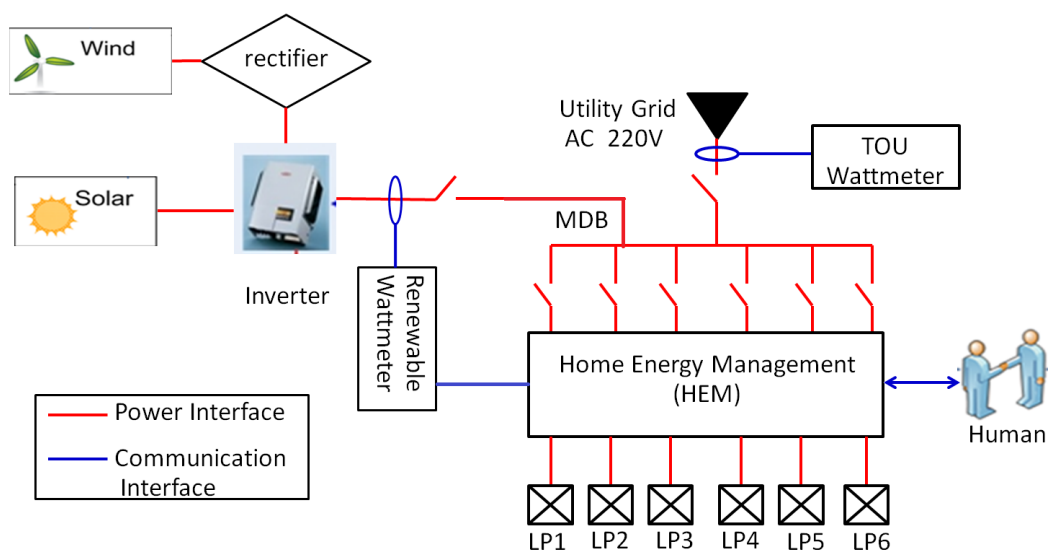 Wind
rectifier
Utility Grid
AC 220V
TOU
Wattmeter
Solar
MDB
Inverter
Renewable
Wattmeter
Home Energy Management
(HEM)
Human
Power Interface
Communication
Interface
LP1
LP2
LP3
LP4
LP5
LP6